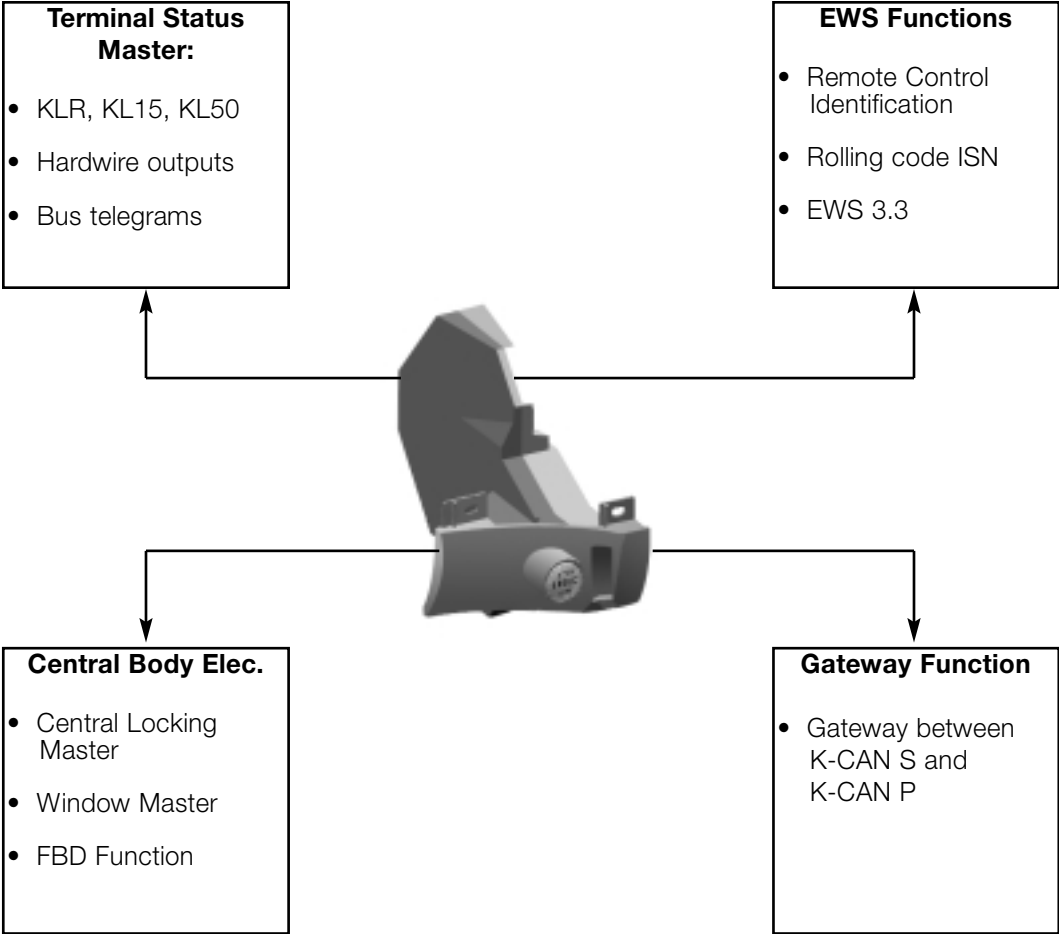 Terminal Status
Master:
• KLR, KL15, KL50
• Hardwire outputs
• Bus telegrams
EWS Functions
• Remote Control
Identification
• Rolling code ISN
• EWS 3.3
Central Body Elec.
• Central Locking
Master
• Window Master
• FBD Function
Gateway Function
• Gateway between
K-CAN S and
K-CAN P